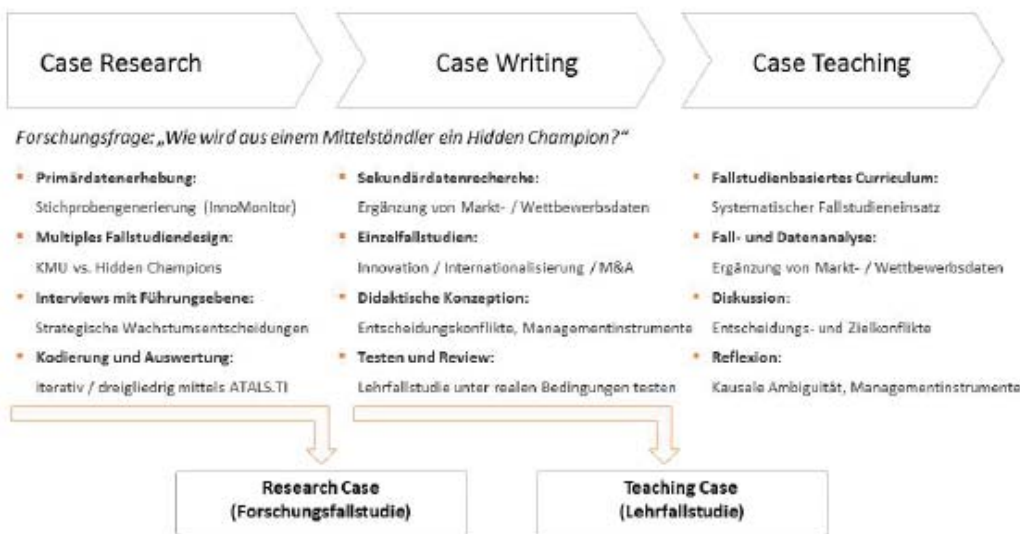 Case Research
Case Writing
Case Teaching
Forschungsfrage: „Wie wird aus einem Mittelständler ein Hidden Champion?“
▪ Primärdatenerhebung:
Stichprobengenerierung (InnoMonitor)
▪ Multiples Fallstudiendesign:
KMU vs. Hidden Champions
▪ Interviews mit Führungsebene:
Strategische Wachstumsentscheidungen
▪ Kodierung und Auswertung:
Iterativ / dreigliedrig mittels ATALS.TI
▪ Sekundärdatenrecherche:
Ergänzung von Markt- / Wettbewerbsdaten
▪ Einzelfallstudien:
Innovation / Internationalisierung / M&A
▪ Didaktische Konzeption:
Entscheidungskonflikte, Managementinstrumente
▪ Testen und Review:
Lehrfallstudie unter realen Bedingungen testen
▪ Fallstudienbasiertes Curriculum:
Systematischer Fallstudieneinsatz
▪ Fall- und Datenanalyse:
Ergänzung von Markt- / Wettbewerbsdaten
▪ Diskussion:
Entscheidungs- und Zielkonflikte
▪ Reflexion:
Kausale Ambiguität, Managementinstrumente
Research Case
(Forschungsfallstudie)
Teaching Case
(Lehrfallstudie)